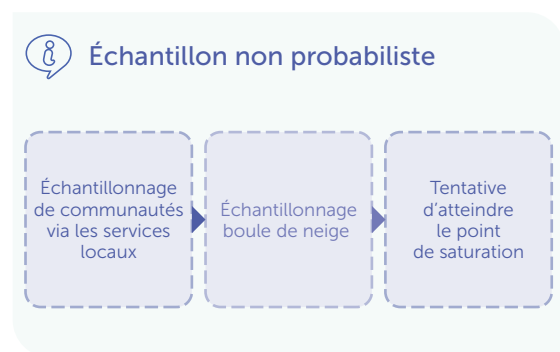 Échantillon non probabiliste
Échantillonnage
de communautés
via les services
locaux
Échantillonnage
boule de neige
Tentative
d'atteindre
le point
de saturation